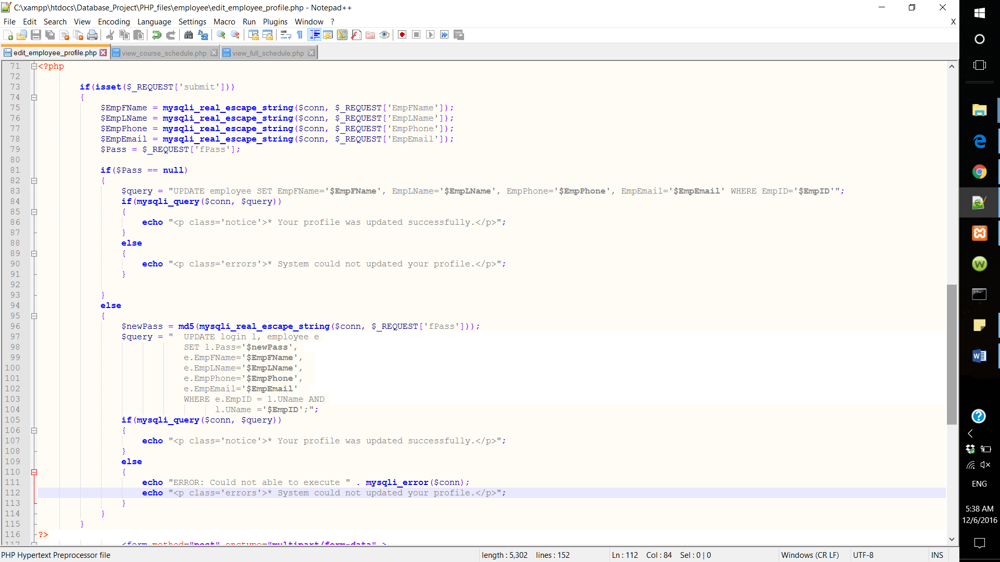 C:\xampp\htdocs\Database_Project\PHP_files\employee\edit_employee_profile.php - Notepad++
File Edit Search View Encoding Language Settings Macro Run Plugins Window ? X
edit_employee_profile.php view_course_schedule.php view_full_schedule.php
71 <?php
72
73 if(isset($_REQUEST['submit']))
74 {
75 $EmpFName = mysqli_real_escape_string($conn, $_REQUEST['EmpFName']);
76 $EmpLName = mysqli_real_escape_string($conn, $_REQUEST['EmpLName']);
77 $EmpPhone = mysqli_real_escape_string($conn, $_REQUEST['EmpPhone']);
78 $EmpEmail = mysqli_real_escape_string($conn, $_REQUEST['EmpEmail']);
79 $Pass = $_REQUEST['fPass'];
80
81 if($Pass == null)
82 {
83 $query = "UPDATE employee SET EmpFName='$EmpFName', EmpLName='$EmpLName', EmpPhone='$EmpPhone', EmpEmail='$EmpEmail' WHERE EmpID='$EmpID'";
84 if(mysqli_query($conn, $query))
85 {
86 echo "<p class='notice'>* Your profile was updated successfully.</p>";
87 }
88 else
89 {
90 echo "<p class='errors'>* System could not updated your profile.</p>";
91 }
92
93 }
94 else
95 {
96 $newPass = md5(mysqli_real_escape_string($conn, $_REQUEST['fPass']));
97 $query = " UPDATE login l, employee e
98 SET l.Pass='$newPass',
99 e.EmpFName='$EmpFName',
100 e.EmpLName='$EmpLName',
101 e.EmpPhone='$EmpPhone',
102 e.EmpEmail='$EmpEmail'
103 WHERE e.EmpID = l.UName AND
104 l.UName ='$EmpID';";
105 if(mysqli_query($conn, $query))
106 {
107 echo "<p class='notice'>* Your profile was updated successfully.</p>";
108 }
109 else
110 {
111 echo "ERROR: Could not able to execute " . mysqli_error($conn);
112 echo "<p class='errors'>* System could not updated your profile.</p>";
113 }
114 }
115 }
116 ?>
117 <form method="post" enctype="multipart/form-data" >
PHP Hypertext Preprocessor file length : 5,302 lines : 152 Ln : 112 Col : 84 Sel : 0 | 0 Windows (CR LF) UTF-8 INS
ENG
5:38 AM
12/6/2016